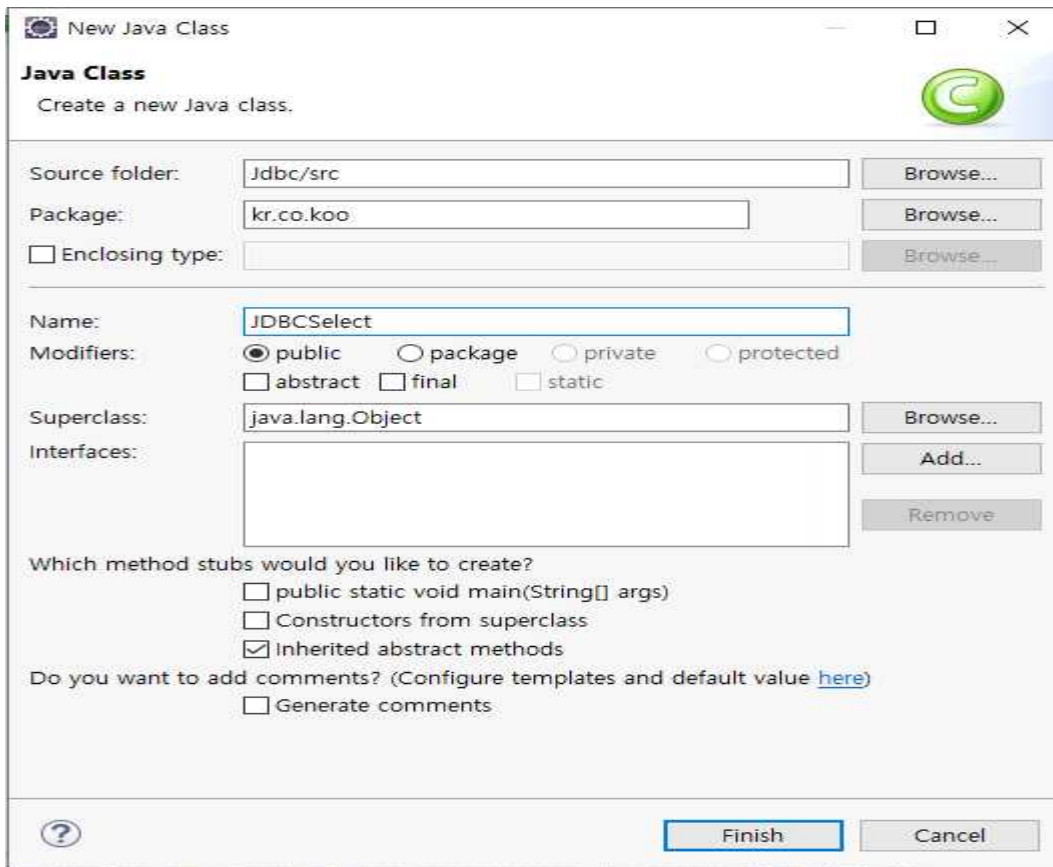 New Java Class
Java Class
Create a new Java class.
Source folder: Jdbc/src Browse...
Package: kr.co.koo Browse...
Enclosing type: Browse...
Name: JDBCSelect
Modifiers: public package private protected
abstract final static
Superclass: java.lang.Object Browse...
Interfaces: Add...
Remove
Which method stubs would you like to create?
public static void main(String[] args)
Constructors from superclass
Inherited abstract methods
Do you want to add comments? (Configure templates and default value here)
Generate comments
? Finish Cancel